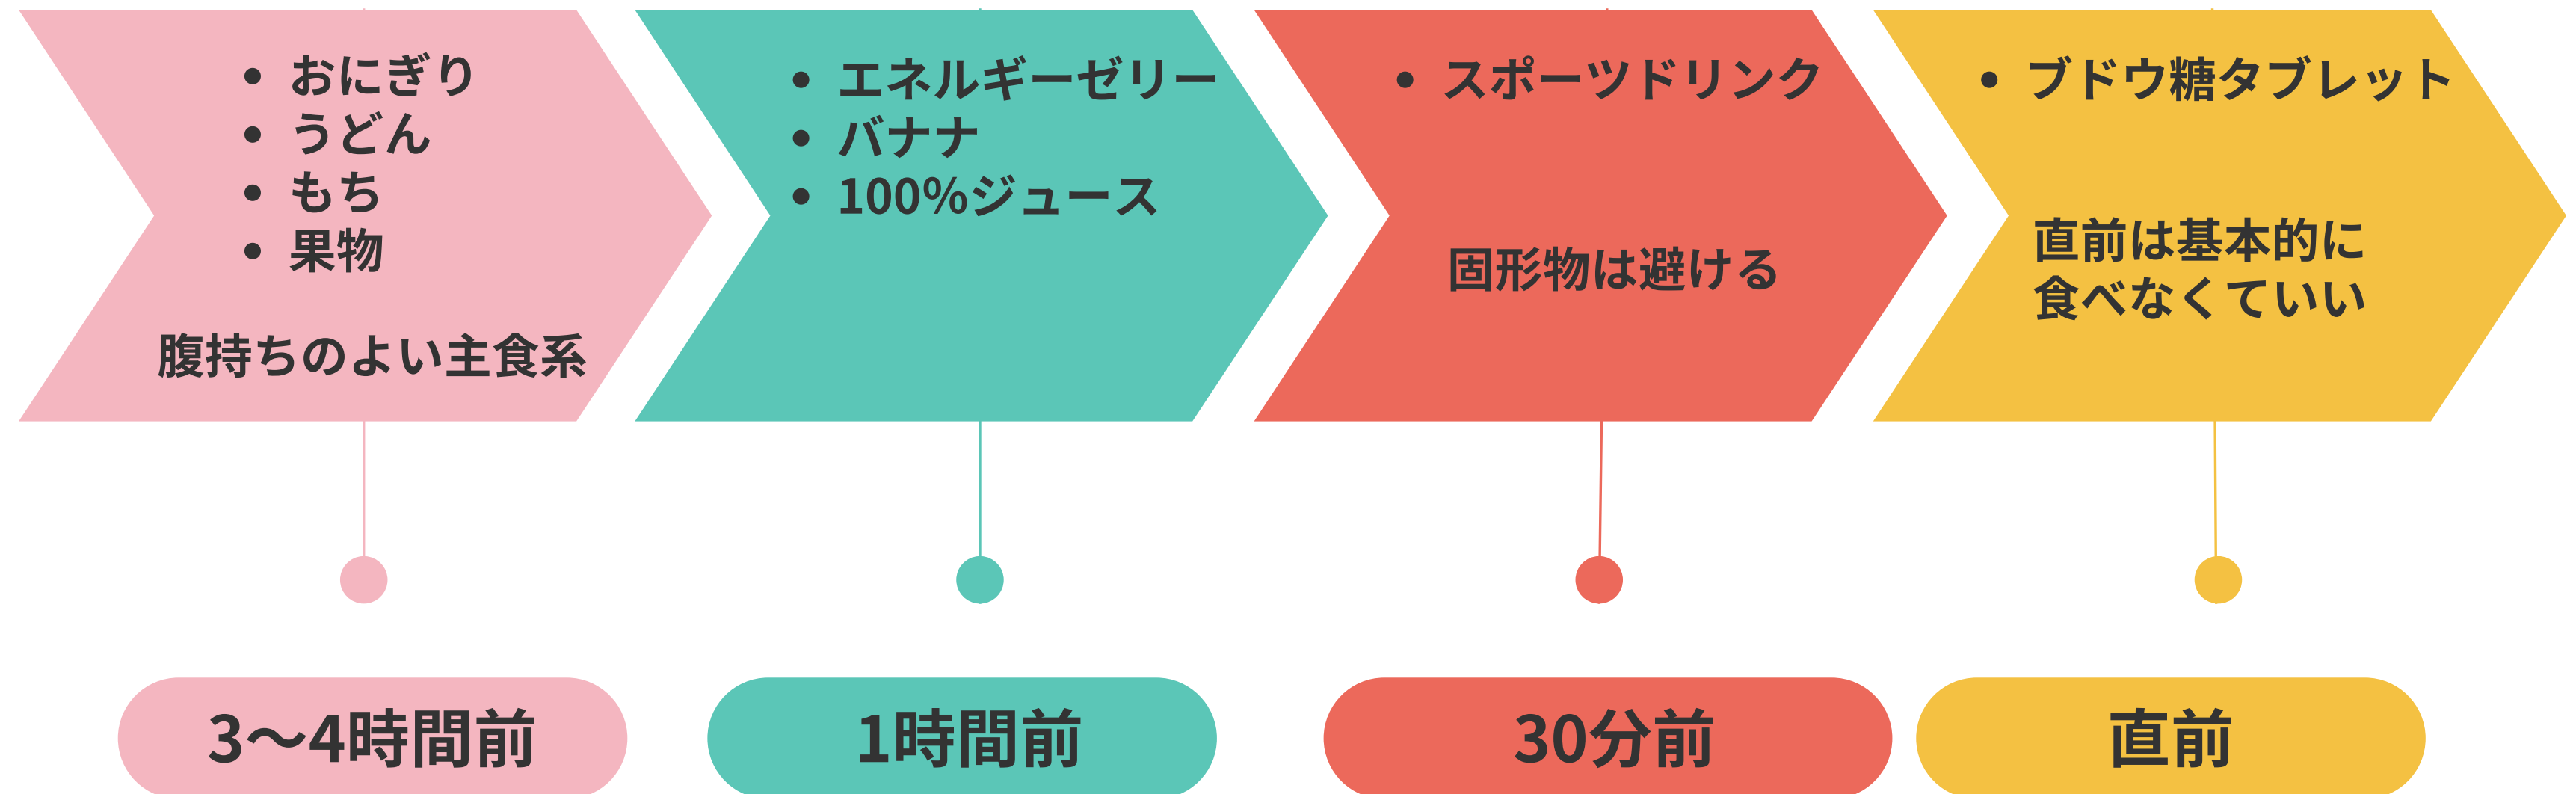 • おにぎり
• うどん
• もち
• 果物
腹持ちのよい主食系
• エネルギーゼリー
• バナナ
• 100%ジュース
• スポーツドリンク
固形物は避ける
• ブドウ糖タブレット
直前は基本的に
食べなくていい
3〜4時間前
1時間前
30分前
直前